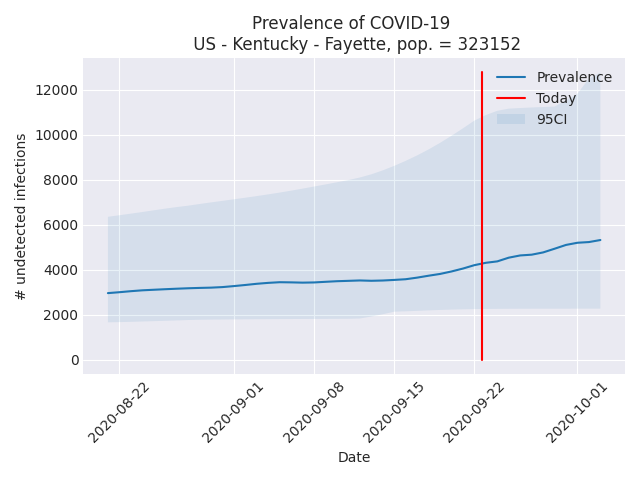 Prevalence of COVID-19
US - Kentucky - Fayette, pop. = 323152
Prevalence
Today
95CI
# undetected infections
12000
10000
8000
6000
4000
2000
0
2020-08-22
2020-09-01
2020-09-08
2020-09-15
2020-09-22
2020-10-01
Date